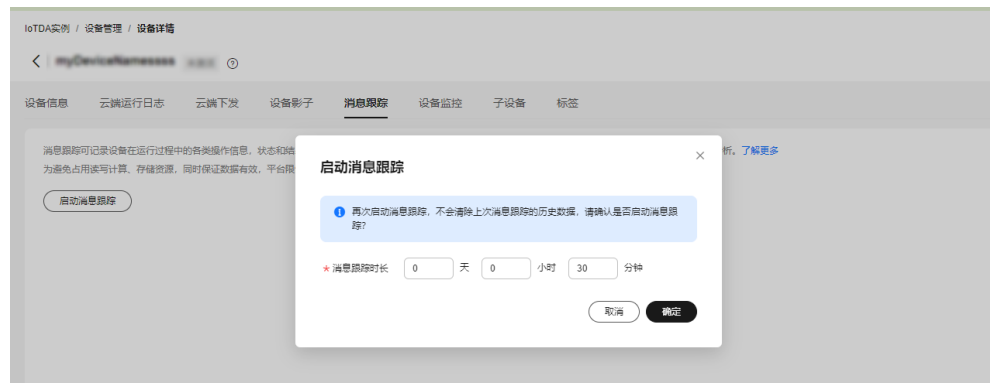 IoTDA实例 / 设备管理 / 设备详情
设备信息 云端运行日志 云端下发 设备影子 消息跟踪 设备监控 子设备 标签
消息跟踪可记录设备在运行过程中的各类操作信息、状态和结
析。了解更多
为避免占用读写计算、存储资源，同时保证数据有效，平台限
启动消息跟踪
启动消息跟踪
再次启动消息跟踪，不会清除上次消息跟踪的历史数据，请确认是否启动消息跟
踪?
* 消息跟踪时长 0 天 0 小时 30 分钟
取消 确定